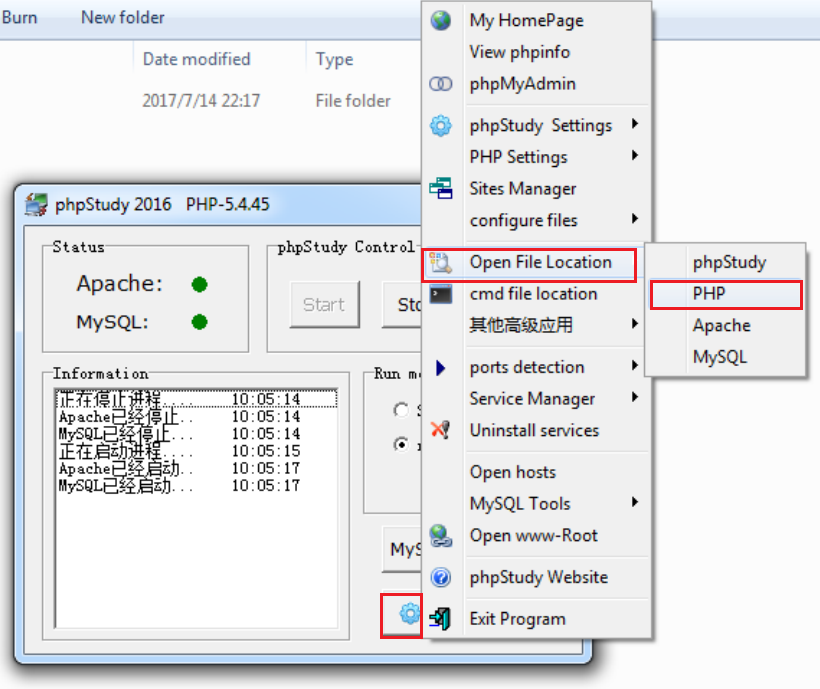 Burn
New folder
Date modified
Type
2017/7/14 22:17
File folder
phpStudy 2016 PHP-5.4.45
Status
Apache:
MySQL:
phpStudy Control
Start
Information
正在停止进程.... 10:05:14
Apache已经停止.. 10:05:14
MySQL已经停止... 10:05:14
正在启动进程.... 10:05:15
Apache已经启动.. 10:05:17
MySQL已经启动... 10:05:17
Run
My HomePage
View phpinfo
phpMyAdmin
phpStudy Settings
PHP Settings
Sites Manager
configure files
Open File Location
cmd file location
其他高级应用
ports detection
Service Manager
Uninstall services
Open hosts
MySQL Tools
Open www-Root
phpStudy Website
Exit Program
phpStudy
PHP
Apache
MySQL